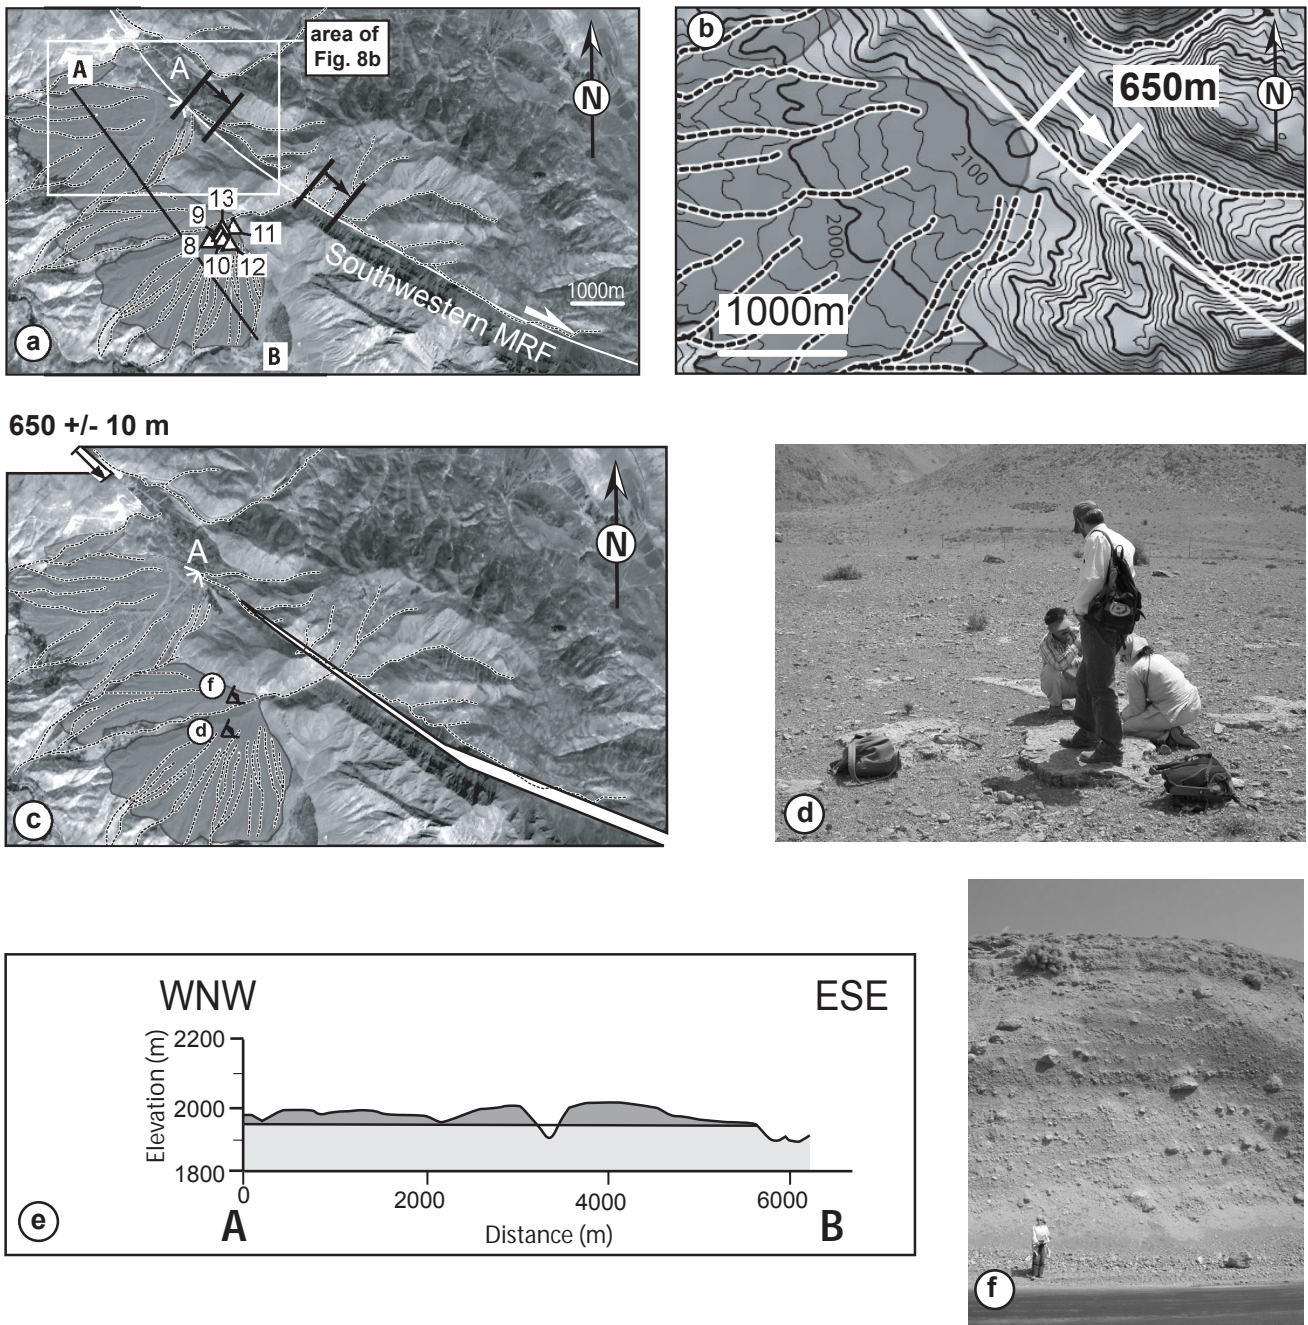 area of
Fig. 8b
A
A
N
13
9
11
8
10
12
Southwestern MRF
1000m
a
B
b
650m
N
2100
2000
1000m
650 +/- 10 m
A
N
f
d
c
d
WNW
ESE
Elevation (m)
2200
2000
1800
0
2000
4000
6000
A
B
Distance (m)
e
f